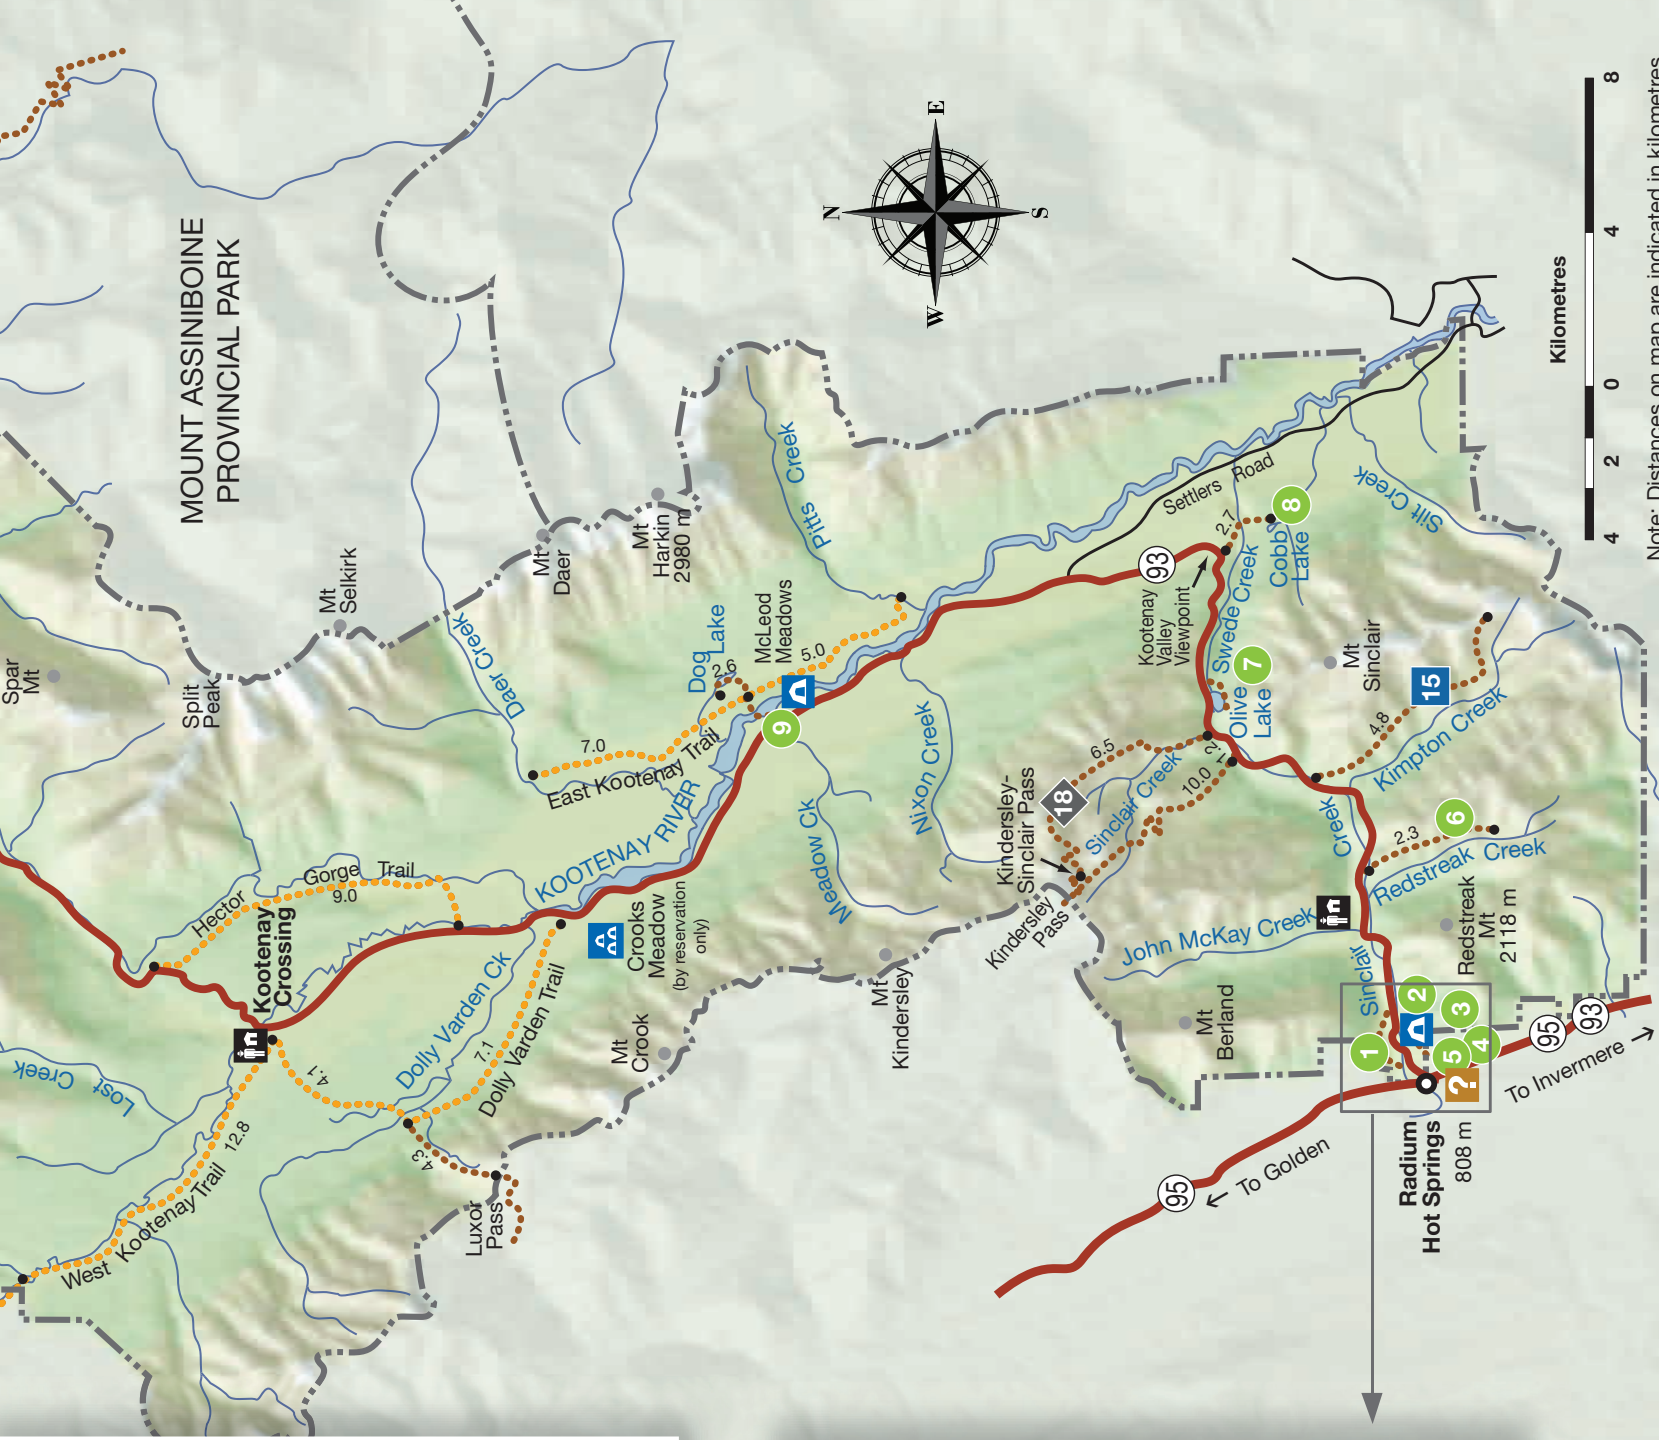 MOUNT ASSINIBOINE
PROVINCIAL PARK
Spar
Mt
Split
Peak
Mt
Selkirk
Mt
Daer
Mt
Harkin
2980 m
Daer Creek
Pitts Creek
Dog
Lake
2.6
McLeod
Meadows
5.0
9
7.0
East Kootenay Trail
KOOTENAY RIVER
Hector Gorge Trail
9.0
Kootenay
Crossing
Lost Creek
4.1
12.8
West Kootenay Trail
Dolly Varden Ck
7.1
Dolly Varden Trail
4.3
Luxor
Pass
Crooks
Meadow
(by reservation
only)
Mt
Crook
Meadow Ck
Nixon Creek
Mt
Kindersley
Kindersley-
Sinclair Pass
Kindersley
Pass
18
6.5
10.0
1.2
Sinclair Creek
N
E
S
W
Settlers Road
93
Kootenay
Valley
Viewpoint
2.7
8
Cobb
Lake
Swede Creek
7
Olive
Lake
Silt Creek
Mt
Sinclair
15
4.8
Kimpton Creek
6
2.3
Redstreak Creek
Redstreak
Mt
2118 m
John McKay Creek
Sinclair Creek
Mt
Berland
1
2
3
4
5
?
Radium
Hot Springs
808 m
95
To Golden
95
93
To Invermere
Kilometres
4 2 0 4 8
Note: Distances on map are indicated in kilometres